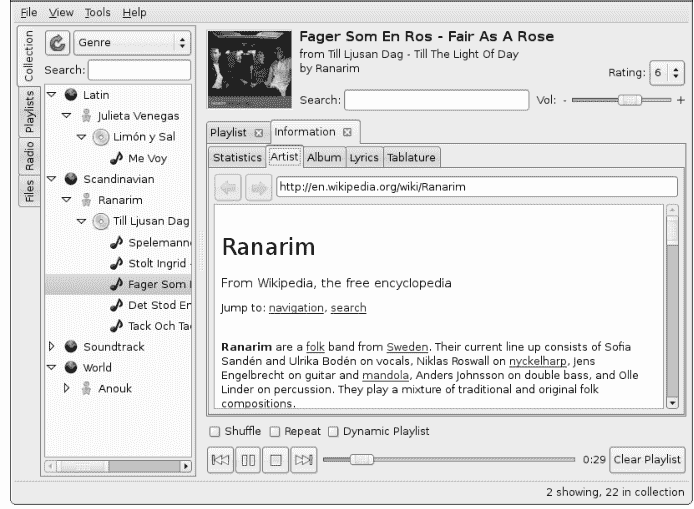 File View Tools Help
Collection
Playlists
Radio
Files
Genre
Search:
Latin
Julieta Venegas
Limón y Sal
Me Voy
Scandinavian
Ranarim
Till Ljusan Dag
Spelemann
Stolt Ingrid
Fager Som
Det Stod En
Tack Och Ta
Soundtrack
World
Anouk
Fager Som En Ros - Fair As A Rose
from Till Ljusan Dag - Till The Light Of Day
by Ranarim
Rating: 6
Search:
Vol: - +
Playlist Information
Statistics Artist Album Lyrics Tablature
http://en.wikipedia.org/wiki/Ranarim
Ranarim
From Wikipedia, the free encyclopedia
Jump to: navigation, search
Ranarim are a folk band from Sweden. Their current line up consists of Sofia
Sandén and Ulrika Bodén on vocals, Niklas Roswall on nyckelharp, Jens
Engelbrecht on guitar and mandola, Anders Johnsson on double bass, and Olle
Linder on percussion. They play a mixture of traditional and original folk
compositions.
Shuffle Repeat Dynamic Playlist
0:29 Clear Playlist
2 showing, 22 in collection